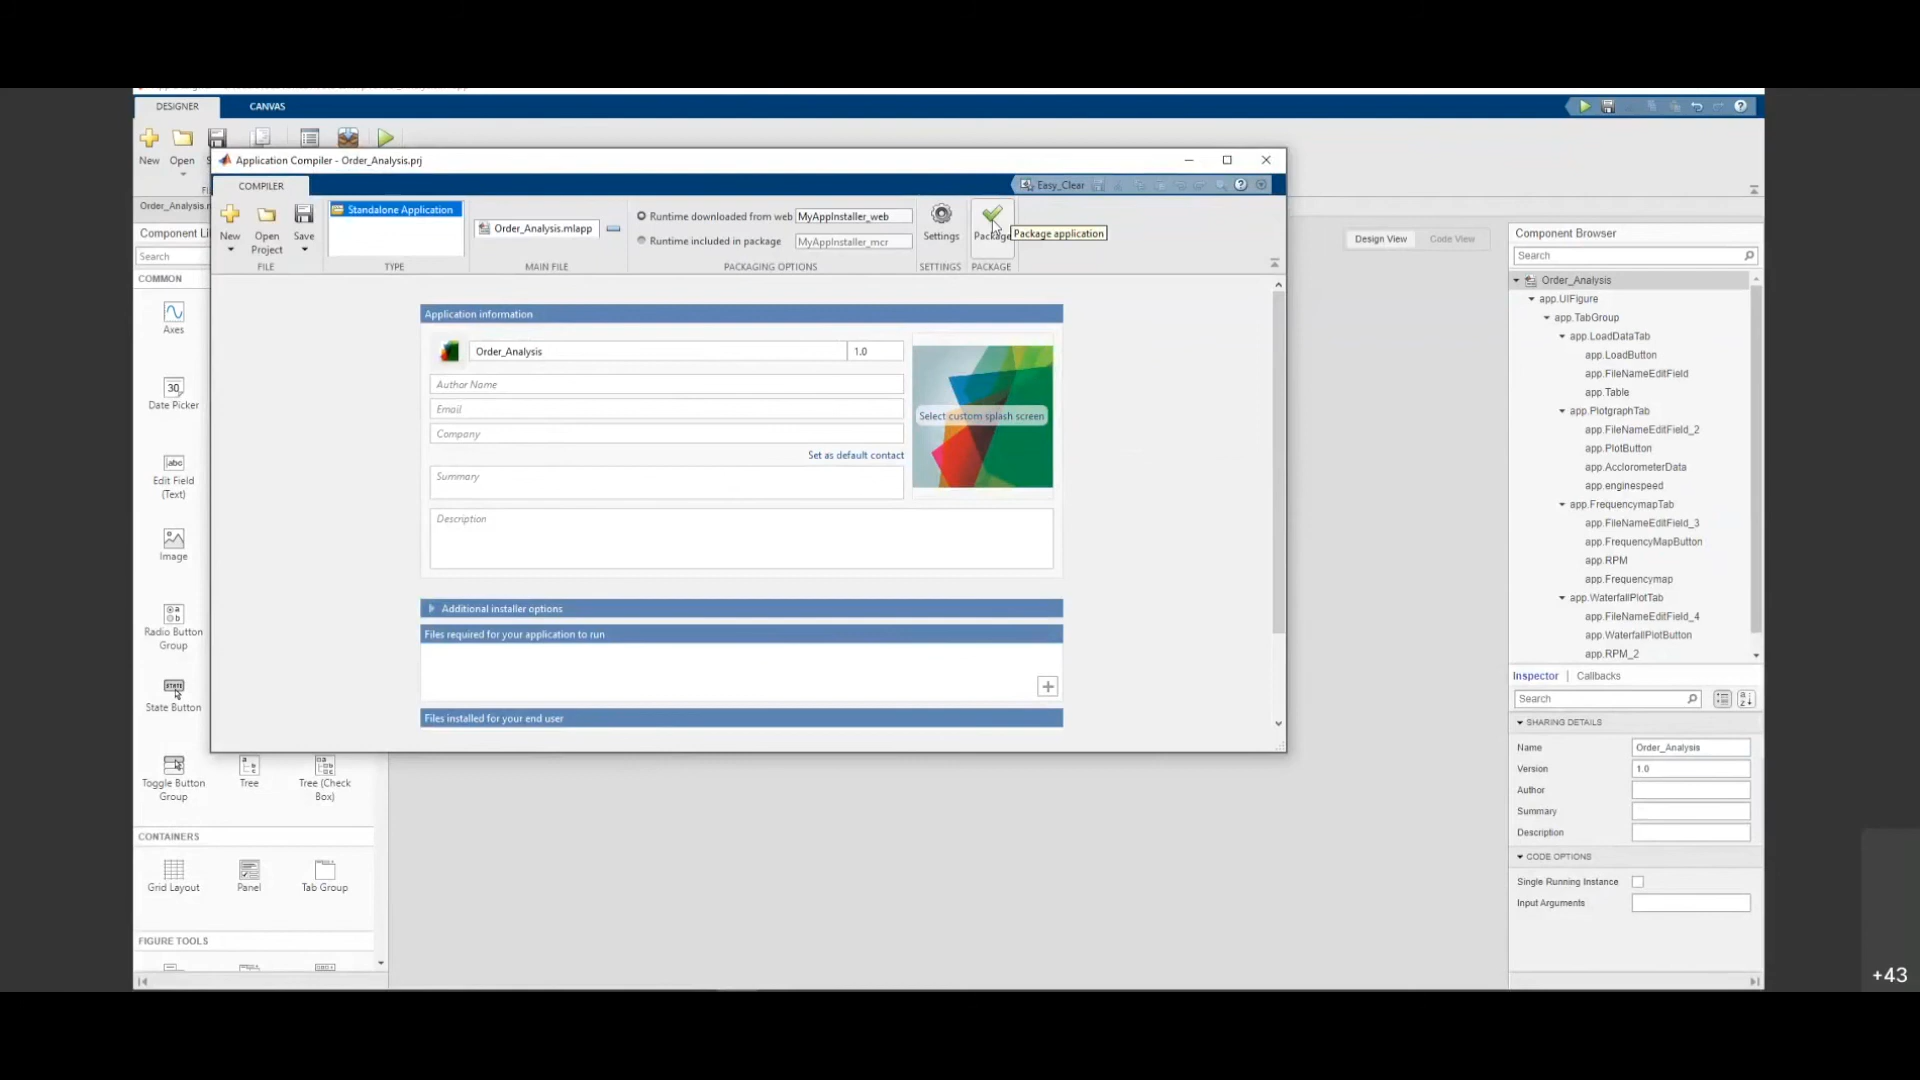 DESIGNER
CANVAS
New
Open
Application Compiler - Order_Analysis.prj
COMPILER
Easy_Clear
New
Open
Project
Save
FILE
Standalone Application
TYPE
Order_Analysis.mlapp
MAIN FILE
Runtime downloaded from web
MyAppInstaller_web
Runtime included in package
MyAppInstaller_mcr
PACKAGING OPTIONS
Settings
SETTINGS
Package
PACKAGE
Package application
Application information
Order_Analysis
1.0
Author Name
Email
Company
Set as default contact
Summary
Description
Select custom splash screen
Additional installer options
Files required for your application to run
Files installed for your end user
Search
COMMON
Axes
30
Date Picker
Edit Field
(Text)
Image
Radio Button
Group
STATE
State Button
Toggle Button
Group
Tree
Tree (Check
Box)
CONTAINERS
Grid Layout
Panel
Tab Group
FIGURE TOOLS
Design View
Code View
Component Browser
Search
Order_Analysis
app.UIFigure
app.TabGroup
app.LoadDataTab
app.LoadButton
app.FileNameEditField
app.Table
app.PlotgraphTab
app.FileNameEditField_2
app.PlotButton
app.AcclorometerData
app.enginespeed
app.FrequencymapTab
app.FileNameEditField_3
app.FrequencyMapButton
app.RPM
app.Frequencymap
app.WaterfallPlotTab
app.FileNameEditField_4
app.WaterfallPlotButton
app.RPM_2
Inspector | Callbacks
Search
SHARING DETAILS
Name
Order_Analysis
Version
1.0
Author
Summary
Description
CODE OPTIONS
Single Running Instance
Input Arguments
+43